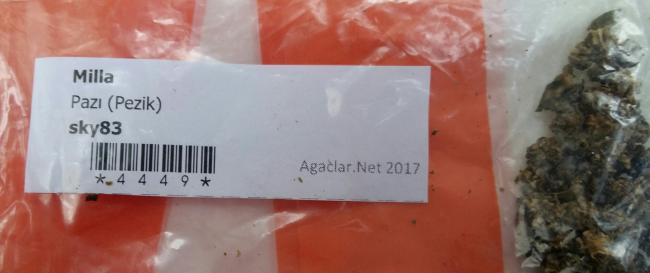 Milla
Pazı (Pezik)
sky83
*4449*
Agaclar.Net 2017